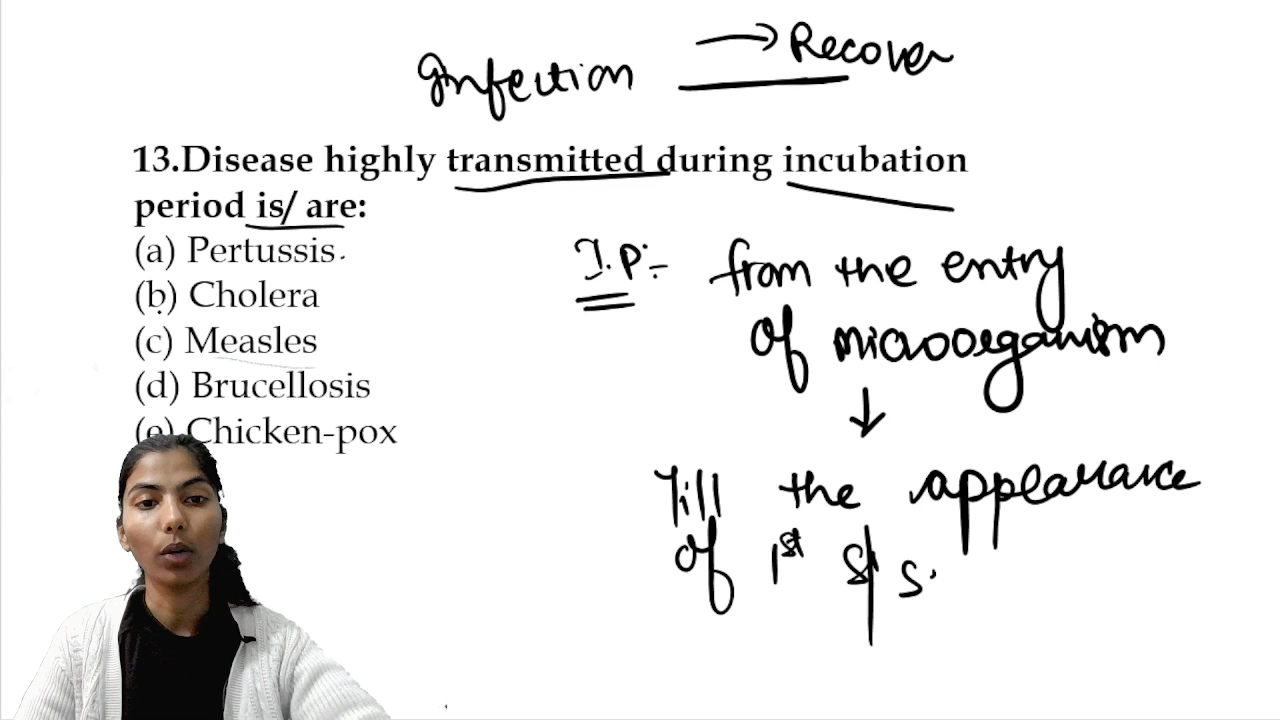 Infection → Recover
13.Disease highly transmitted during incubation
period is/ are:
(a) Pertussis
(b) Cholera
(c) Measles
(d) Brucellosis
(e) Chicken-pox
I.P:- from the entry
of microorganism
↓
Till the appearance
of 1st s/s.